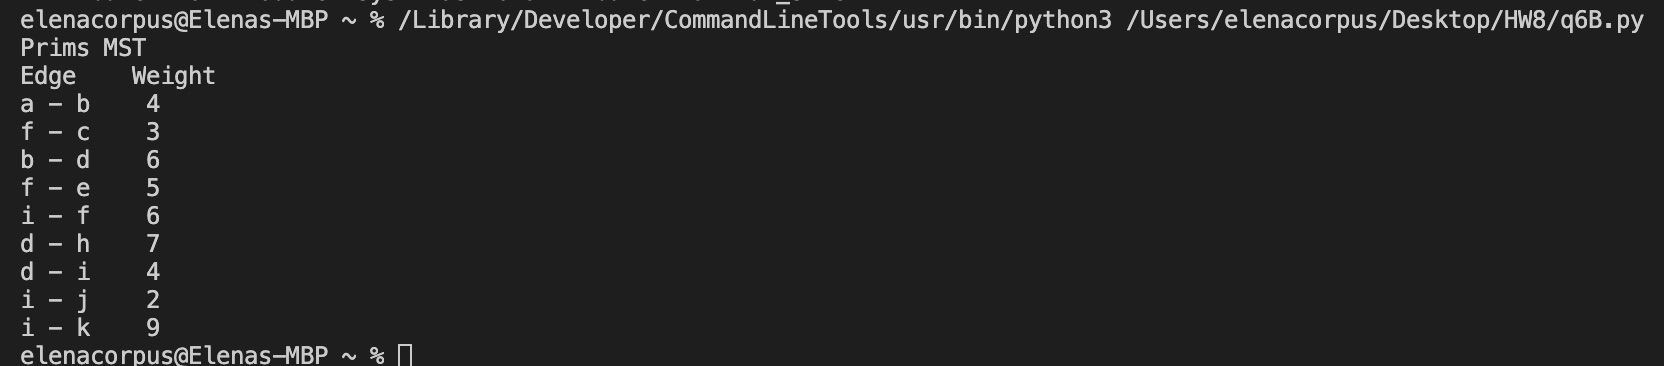 elenacorpus@Elenas-MBP ~ % /Library/Developer/CommandLineTools/usr/bin/python3 /Users/elenacorpus/Desktop/HW8/q6B.py
Prims MST
Edge    Weight
a - b    4
f - c    3
b - d    6
f - e    5
i - f    6
d - h    7
d - i    4
i - j    2
i - k    9
elenacorpus@Elenas-MBP ~ %